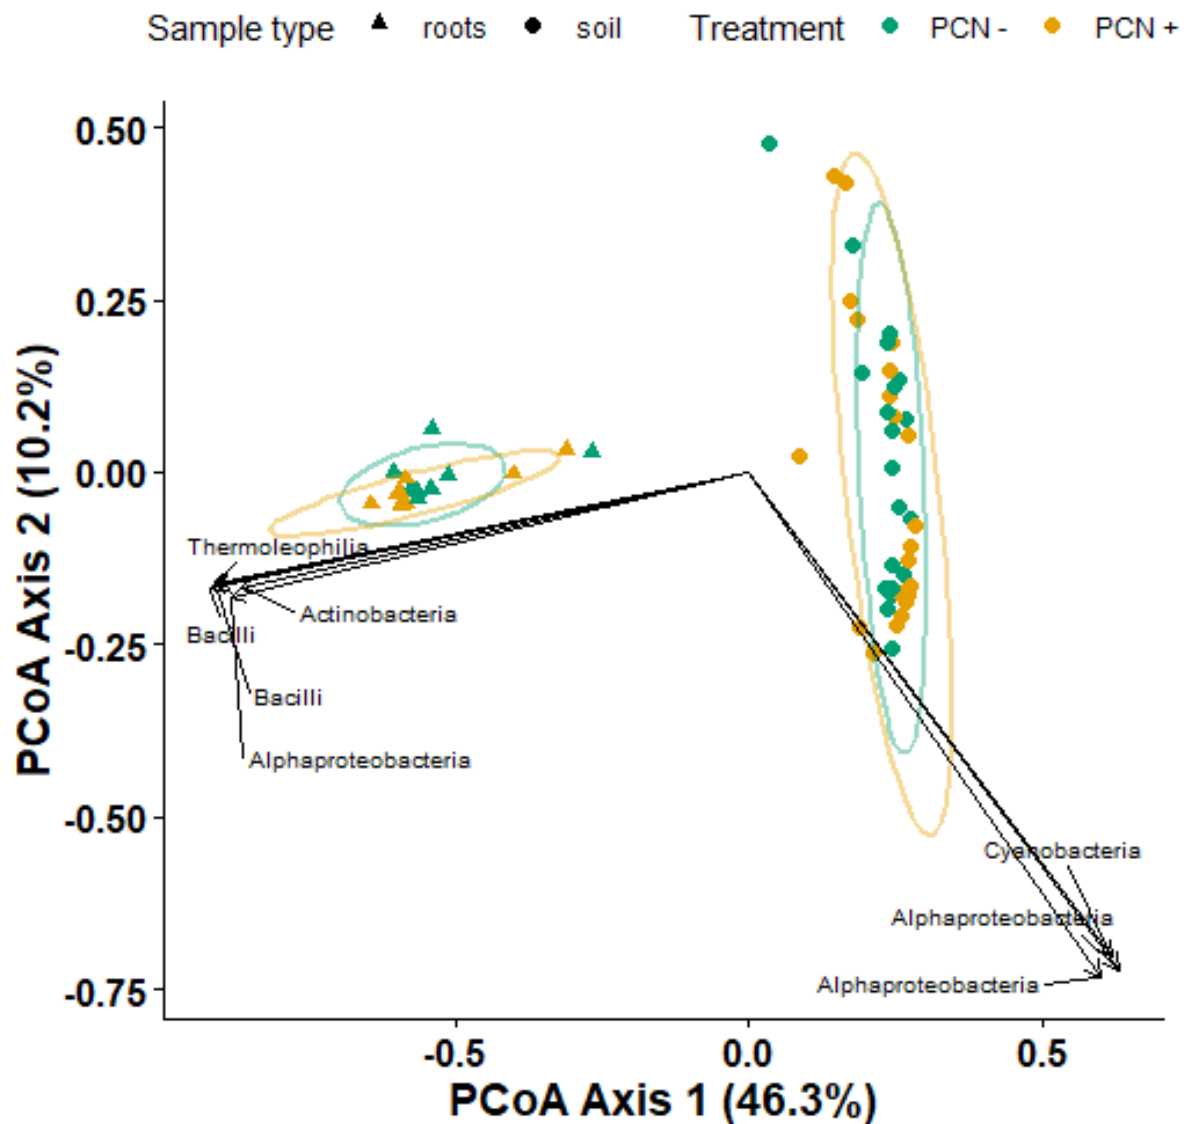 Sample type roots soil Treatment PCN - PCN +
0.50
0.25
0.00
-0.25
-0.50
-0.75
PCoA Axis 2 (10.2%)
Thermoleophilia
Actinobacteria
Bacilli
Bacilli
Alphaproteobacteria
Cyanobacteria
Alphaproteobacteria
Alphaproteobacteria
-0.5 0.0 0.5
PCoA Axis 1 (46.3%)